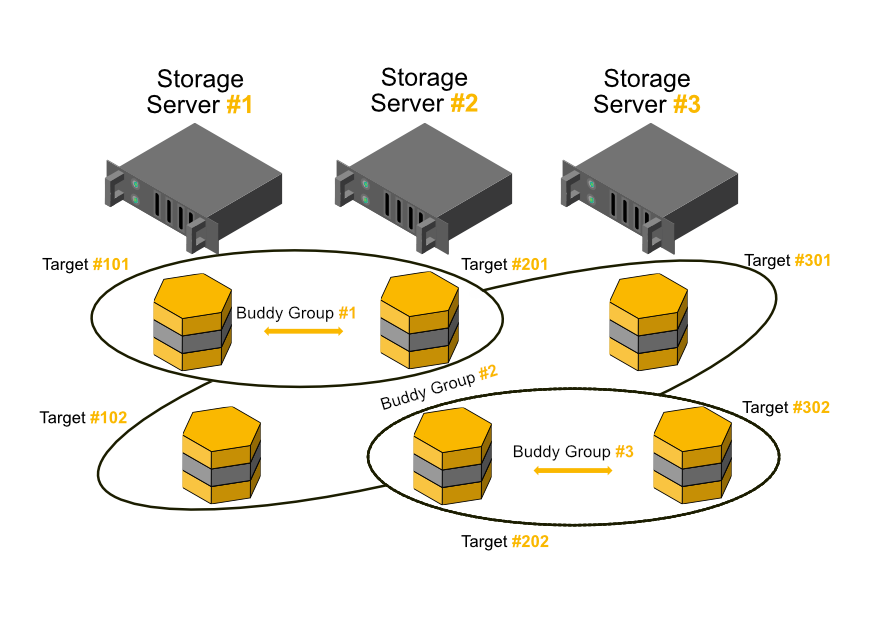 Storage
Server #1
Storage
Server #2
Storage
Server #3
Target #101
Target #201
Target #301
Buddy Group #1
Buddy Group #2
Target #102
Target #302
Buddy Group #3
Target #202